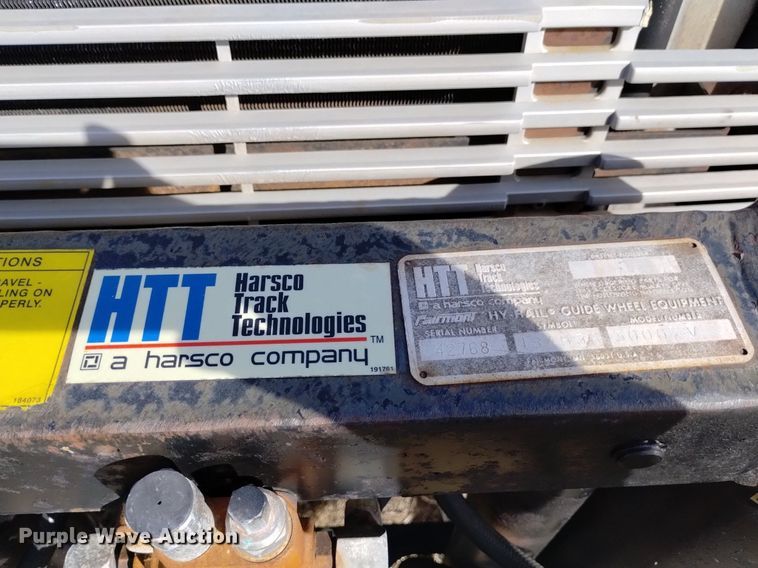 TIONS
AVEL -
LING ON
PERLY.
184073
HTT Harsco
Track
Technologies
TM
a harsco company
191761
HTT Harsco
Track
Technologies
a harsco company
Fairmont HY-RAIL® GUIDE WHEEL EQUIPMENT
SERIAL NUMBER SYMBOL MODEL NUMBER
42768
Purple Wave Auction